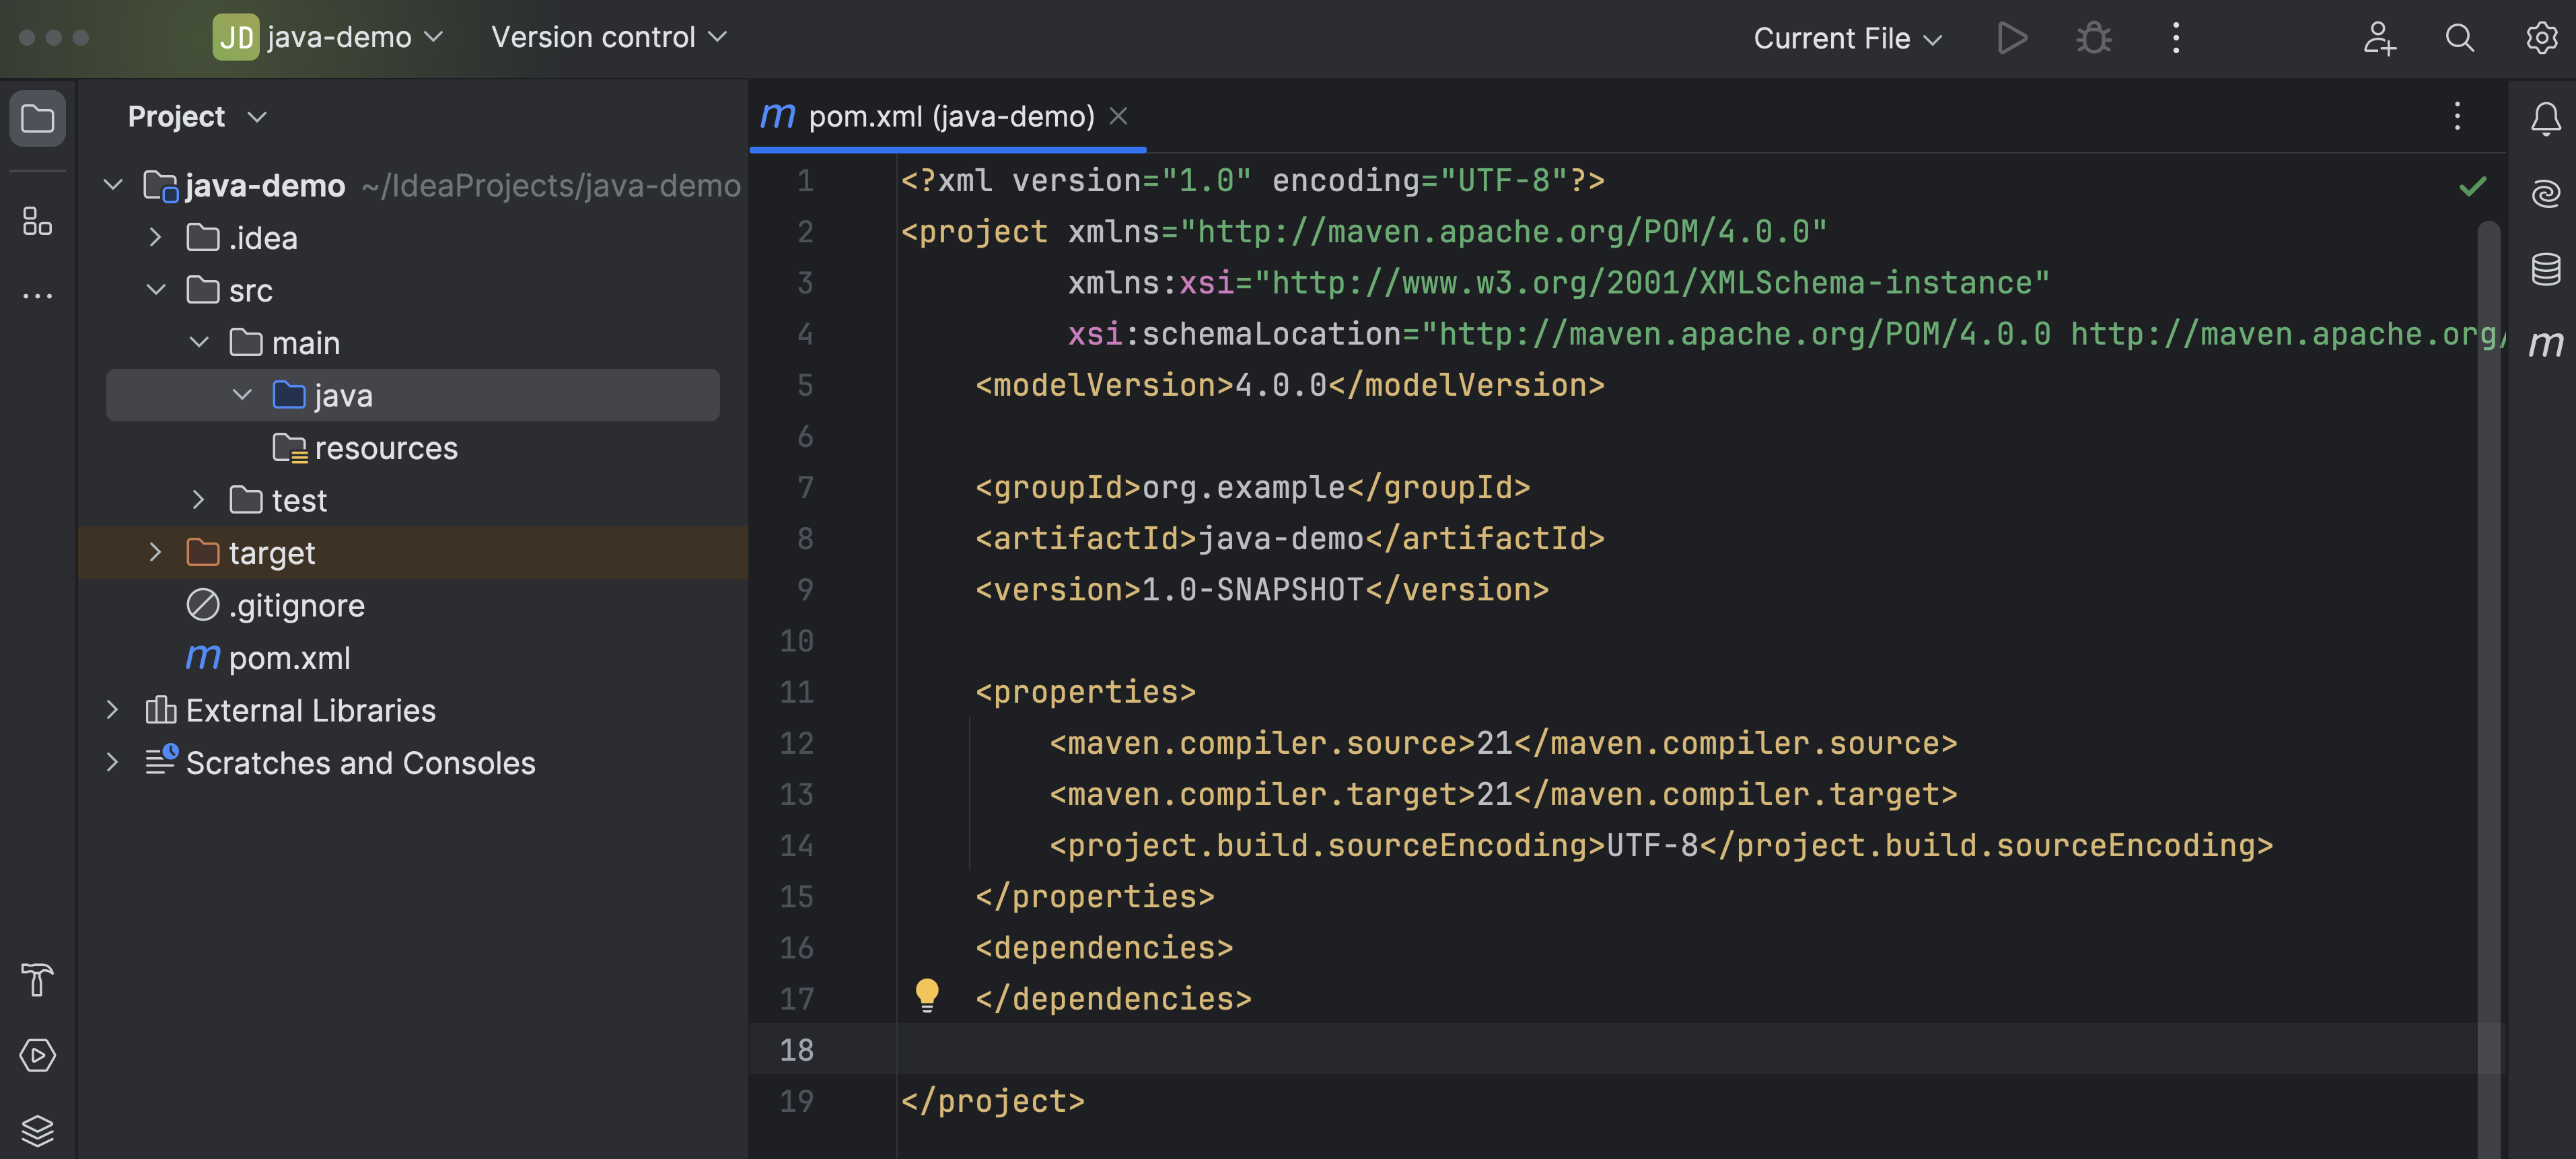 JD java-demo Version control Current File
Project
java-demo ~/IdeaProjects/java-demo
.idea
src
main
java
resources
test
target
.gitignore
m pom.xml
External Libraries
Scratches and Consoles
m pom.xml (java-demo)
1 <?xml version="1.0" encoding="UTF-8"?>
2 <project xmlns="http://maven.apache.org/POM/4.0.0"
3 xmlns:xsi="http://www.w3.org/2001/XMLSchema-instance"
4 xsi:schemaLocation="http://maven.apache.org/POM/4.0.0 http://maven.apache.org/
5 <modelVersion>4.0.0</modelVersion>
6
7 <groupId>org.example</groupId>
8 <artifactId>java-demo</artifactId>
9 <version>1.0-SNAPSHOT</version>
10
11 <properties>
12 <maven.compiler.source>21</maven.compiler.source>
13 <maven.compiler.target>21</maven.compiler.target>
14 <project.build.sourceEncoding>UTF-8</project.build.sourceEncoding>
15 </properties>
16 <dependencies>
17 </dependencies>
18
19 </project>
m